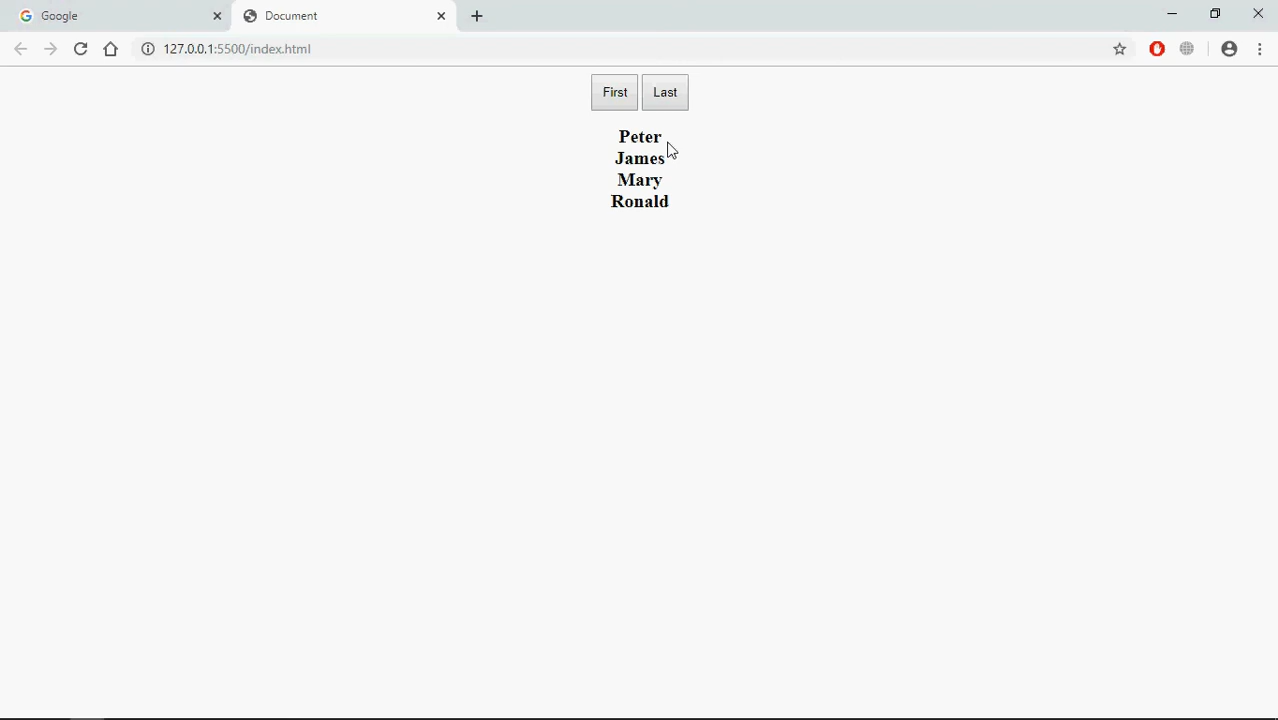 Google
Document
127.0.0.1:5500/index.html
First Last
Peter
James
Mary
Ronald